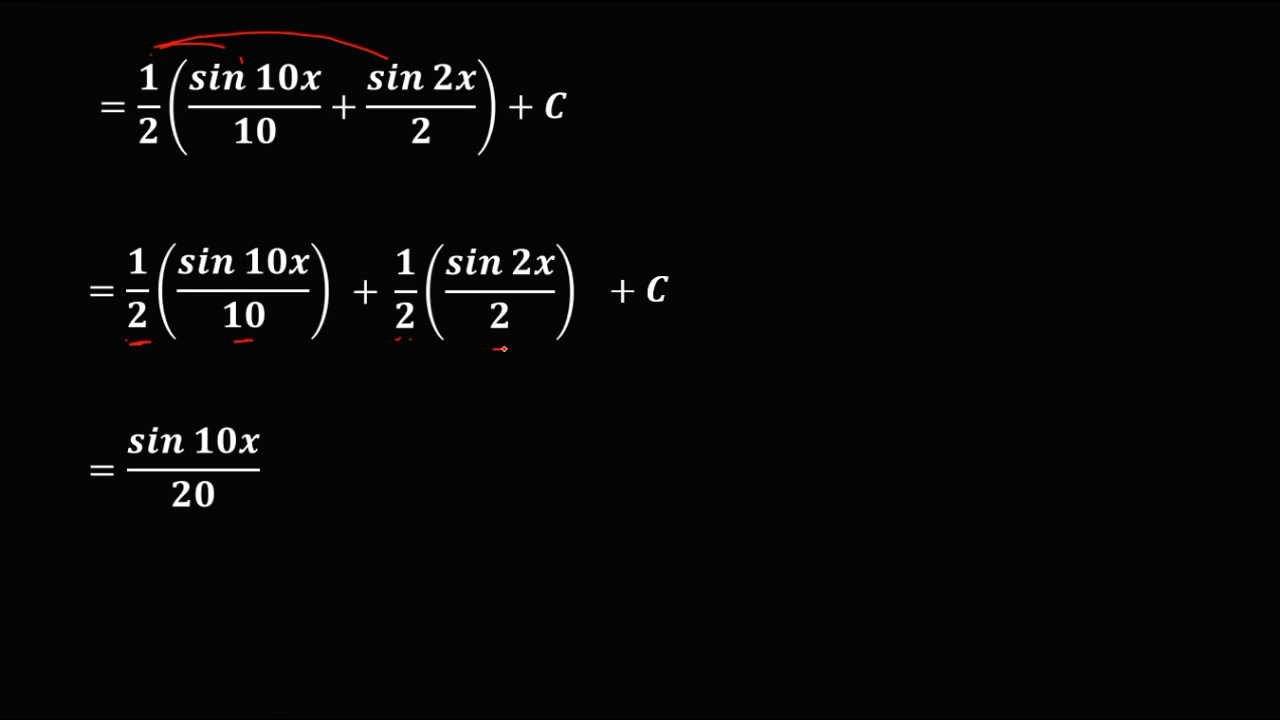 = 1/2 (sin 10x/10 + sin 2x/2) + C
= 1/2 (sin 10x/10) + 1/2 (sin 2x/2) + C
= sin 10x/20